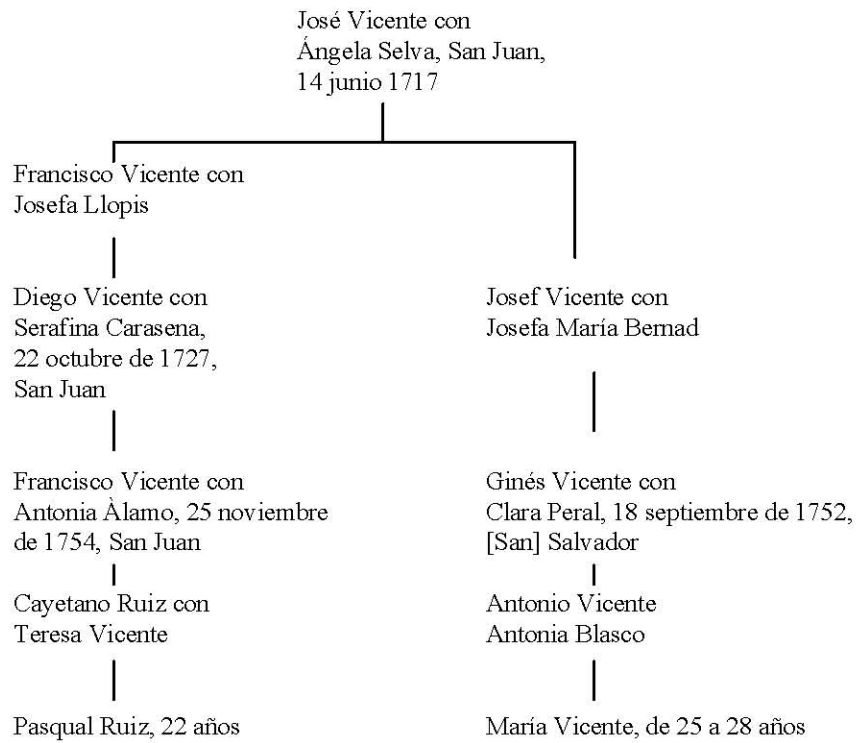 José Vicente con
Ángela Selva, San Juan,
14 junio 1717
Francisco Vicente con
Josefa Llopis
Diego Vicente con
Serafina Carasena,
22 octubre de 1727,
San Juan
Josef Vicente con
Josefa María Bernad
Francisco Vicente con
Antonia Àlamo, 25 noviembre
de 1754, San Juan
Ginés Vicente con
Clara Peral, 18 septiembre de 1752,
[San] Salvador
Cayetano Ruiz con
Teresa Vicente
Antonio Vicente
Antonia Blasco
Pasqual Ruiz, 22 años
María Vicente, de 25 a 28 años